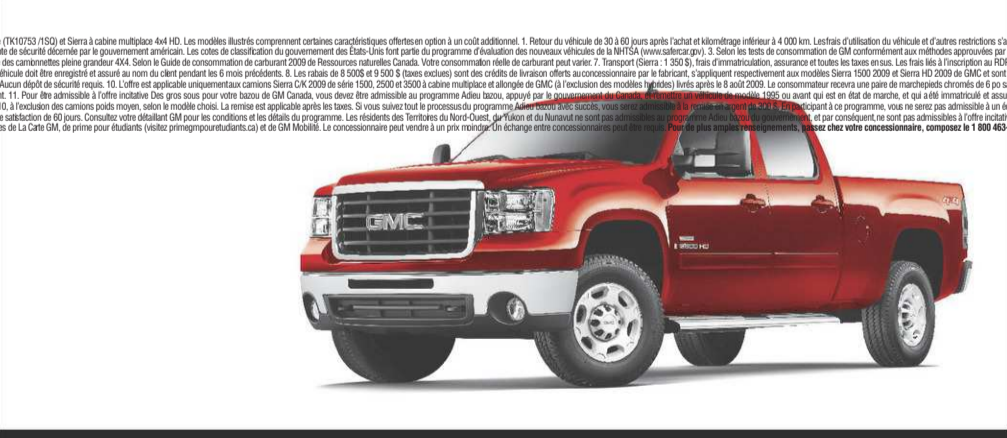 (TK10753 /1SQ) et Sierra à cabine multiplace 4x4 HD. Les modèles illustrés comprennent certaines caractéristiques offertes en option à un coût additionnel. 1. Retour du véhicule de 30 à 60 jours après l'achat et kilométrage inférieur à 4 000 km. Les frais d'utilisation du véhicule et d'autres restrictions s'a
te de sécurité décernée par le gouvernement américain. Les cotes de classification du gouvernement des États-Unis font partie du programme d'évaluation des nouveaux véhicules de la NHTSA (www.safercar.gov). 3. Selon les tests de consommation de GM conformément aux méthodes approuvées par
des camionnettes pleine grandeur 4X4. Selon le Guide de consommation de carburant 2009 de Ressources naturelles Canada. Votre consommation réelle de carburant peut varier. 7. Transport (Sierra : 1 350 $), frais d'immatriculation, assurance et toutes les taxes en sus. Les frais liés à l'inscription au RDP
éhicule doit être enregistré et assuré au nom du client pendant les 6 mois précédents. 8. Les rabais de 8 500$ et 9 500 $ (taxes exclues) sont des crédits de livraison offerts au concessionnaire par le fabricant, s'appliquent respectivement aux modèles Sierra 1500 2009 et Sierra HD 2009 de GMC et sont
Aucun dépôt de sécurité requis. 10. L'offre est applicable uniquement aux camions Sierra C/K 2009 de série 1500, 2500 et 3500 à cabine multiplace et allongée de GMC (à l'exclusion des modèles hybrides) livrés après le 8 août 2009. Le consommateur recevra une paire de marchepieds chromés de 6 po s
t. 11. Pour être admissible à l'offre incitative Des gros sous pour votre bazou de GM Canada, vous devez être admissible au programme Adieu bazou, appuyé par le gouvernement du Canada, et remettre un véhicule de modèle 1995 ou avant qui est en état de marche, et qui a été immatriculé et assu
0, à l'exclusion des camions poids moyen, selon le modèle choisi. La remise est applicable après les taxes. Si vous suivez tout le processus du programme Adieu bazou avec succès, vous serez admissible à la remise en argent de 300 $. En participant à ce programme, vous ne serez pas admissible à un
e satisfaction de 60 jours. Consultez votre détaillant GM pour les conditions et les détails du programme. Les résidents des Territoires du Nord-Ouest, du Yukon et du Nunavut ne sont pas admissibles au programme Adieu bazou du gouvernement, et par conséquent, ne sont pas admissibles à l'offre incitativ
es de La Carte GM, de prime pour étudiants (visitez primegmpouretudiants.ca) et de GM Mobilité. Le concessionnaire peut vendre à un prix moindre. Un échange entre concessionnaires peut être requis. Pour de plus amples renseignements, passez chez votre concessionnaire, composez le 1 800 463-
GMC
2500 HD
4x4